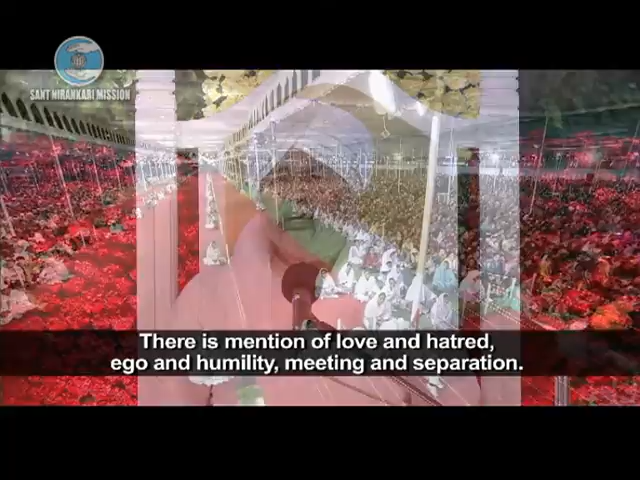 SANT NIRANKARI MISSION
There is mention of love and hatred,
ego and humility, meeting and separation.